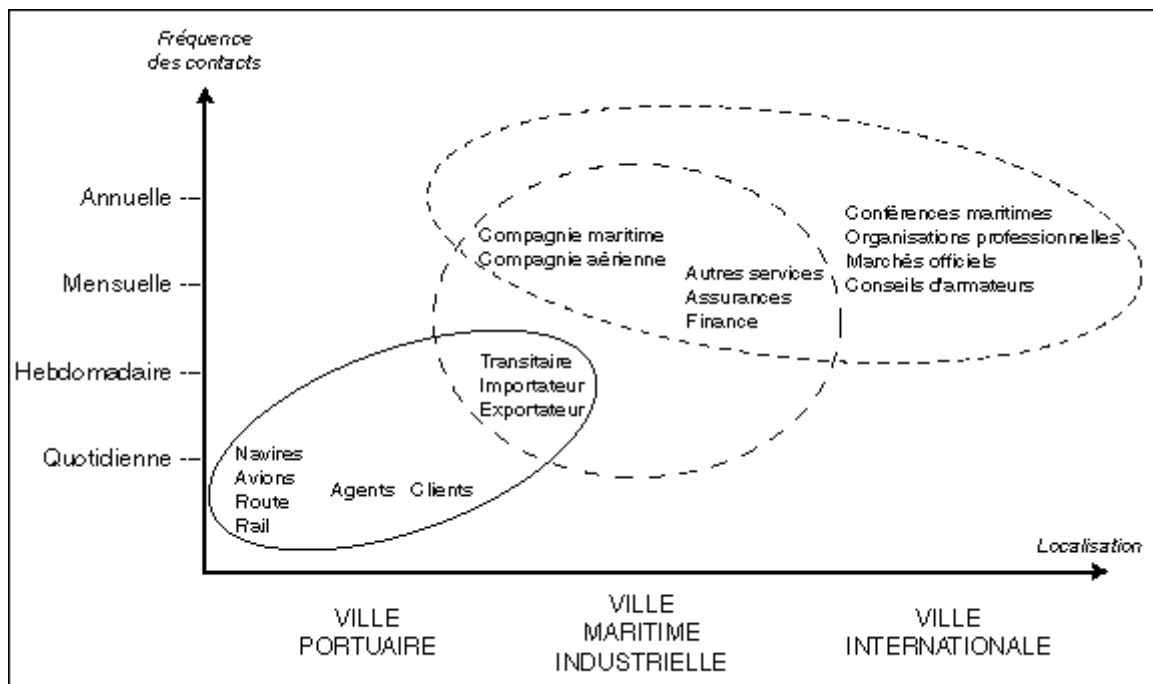 Fréquence
des contacts
Annuelle
Mensuelle
Hebdomadaire
Quotidienne
Compagnie maritime
Compagnie aérienne
Autres services
Assurances
Finance
Conférences maritimes
Organisations professionnelles
Marchés officiels
Conseils d'armateurs
Transitaire
Importateur
Exportateur
Navires
Avions
Route
Rail
Agents Clients
Localisation
VILLE
PORTUAIRE
VILLE
MARITIME
INDUSTRIELLE
VILLE
INTERNATIONALE